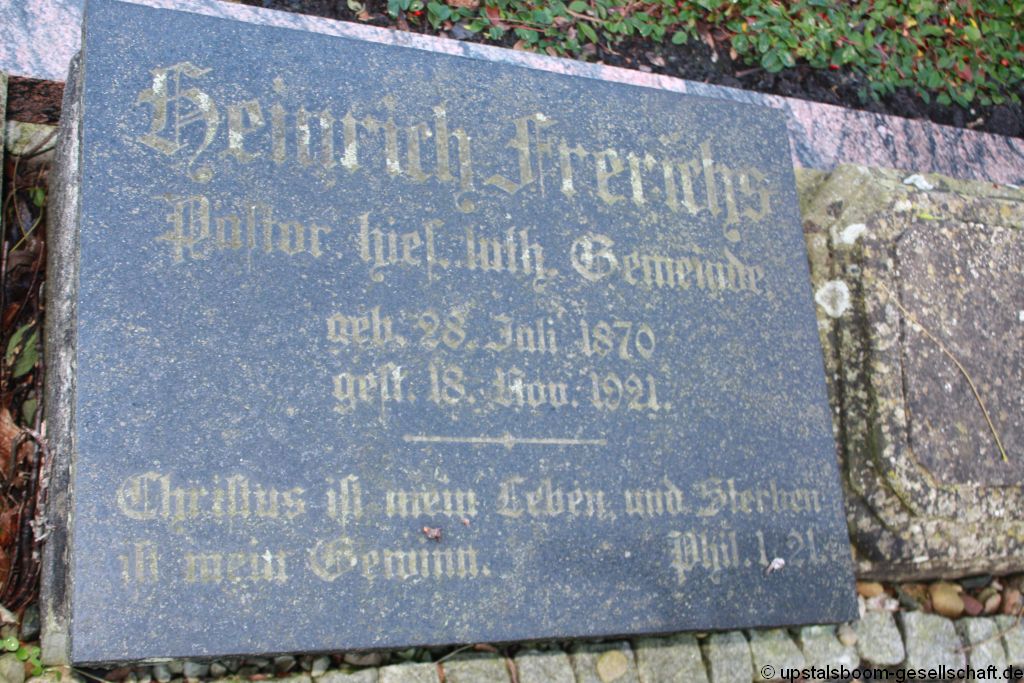 Heinrich Frerichs
Pastor hies. luth. Gemeinde
geb. 28. Juli 1870
gest. 18. Nov. 1921.
Christus ist mein Leben, und Sterben
ist mein Gewinn. Phil. 1. 21.
© upstalsboom-gesellschaft.de